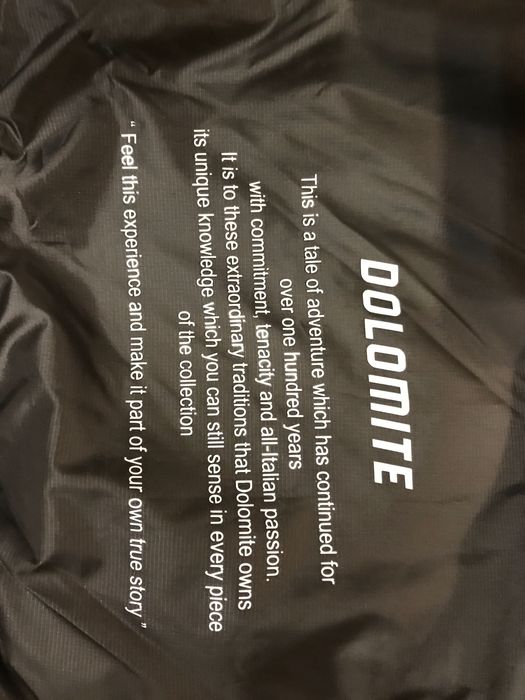 DOLOMITE
This is a tale of adventure which has continued for
over one hundred years
with commitment, tenacity and all-Italian passion.
It is to these extraordinary traditions that Dolomite owns
its unique knowledge which you can still sense in every piece
of the collection
“ Feel this experience and make it part of your own true story ”